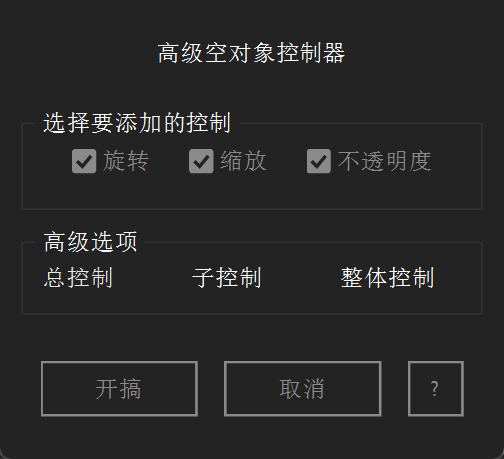 高级空对象控制器
选择要添加的控制
旋转 缩放 不透明度
高级选项
总控制 子控制 整体控制
开搞 取消 ?